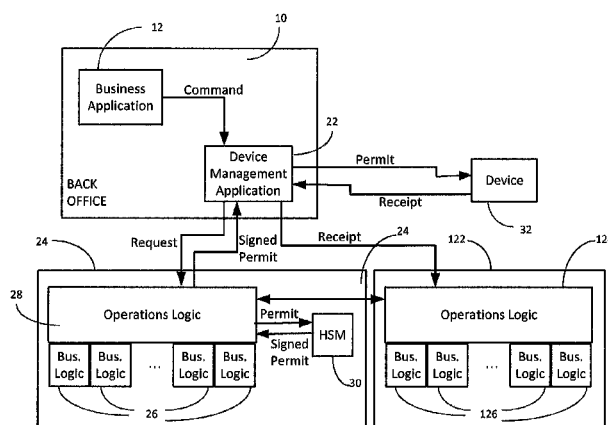 12
10
Business
Application
Command
22
Device
Management
Application
Permit
Device
Receipt
32
BACK
OFFICE
Request
Signed
Permit
Receipt
24
24
122
12
28
Operations Logic
Permit
Signed
Permit
HSM
30
Operations Logic
Bus.
Logic
Bus.
Logic
...
Bus.
Logic
Bus.
Logic
26
Bus.
Logic
Bus.
Logic
...
Bus.
Logic
Bus.
Logic
126